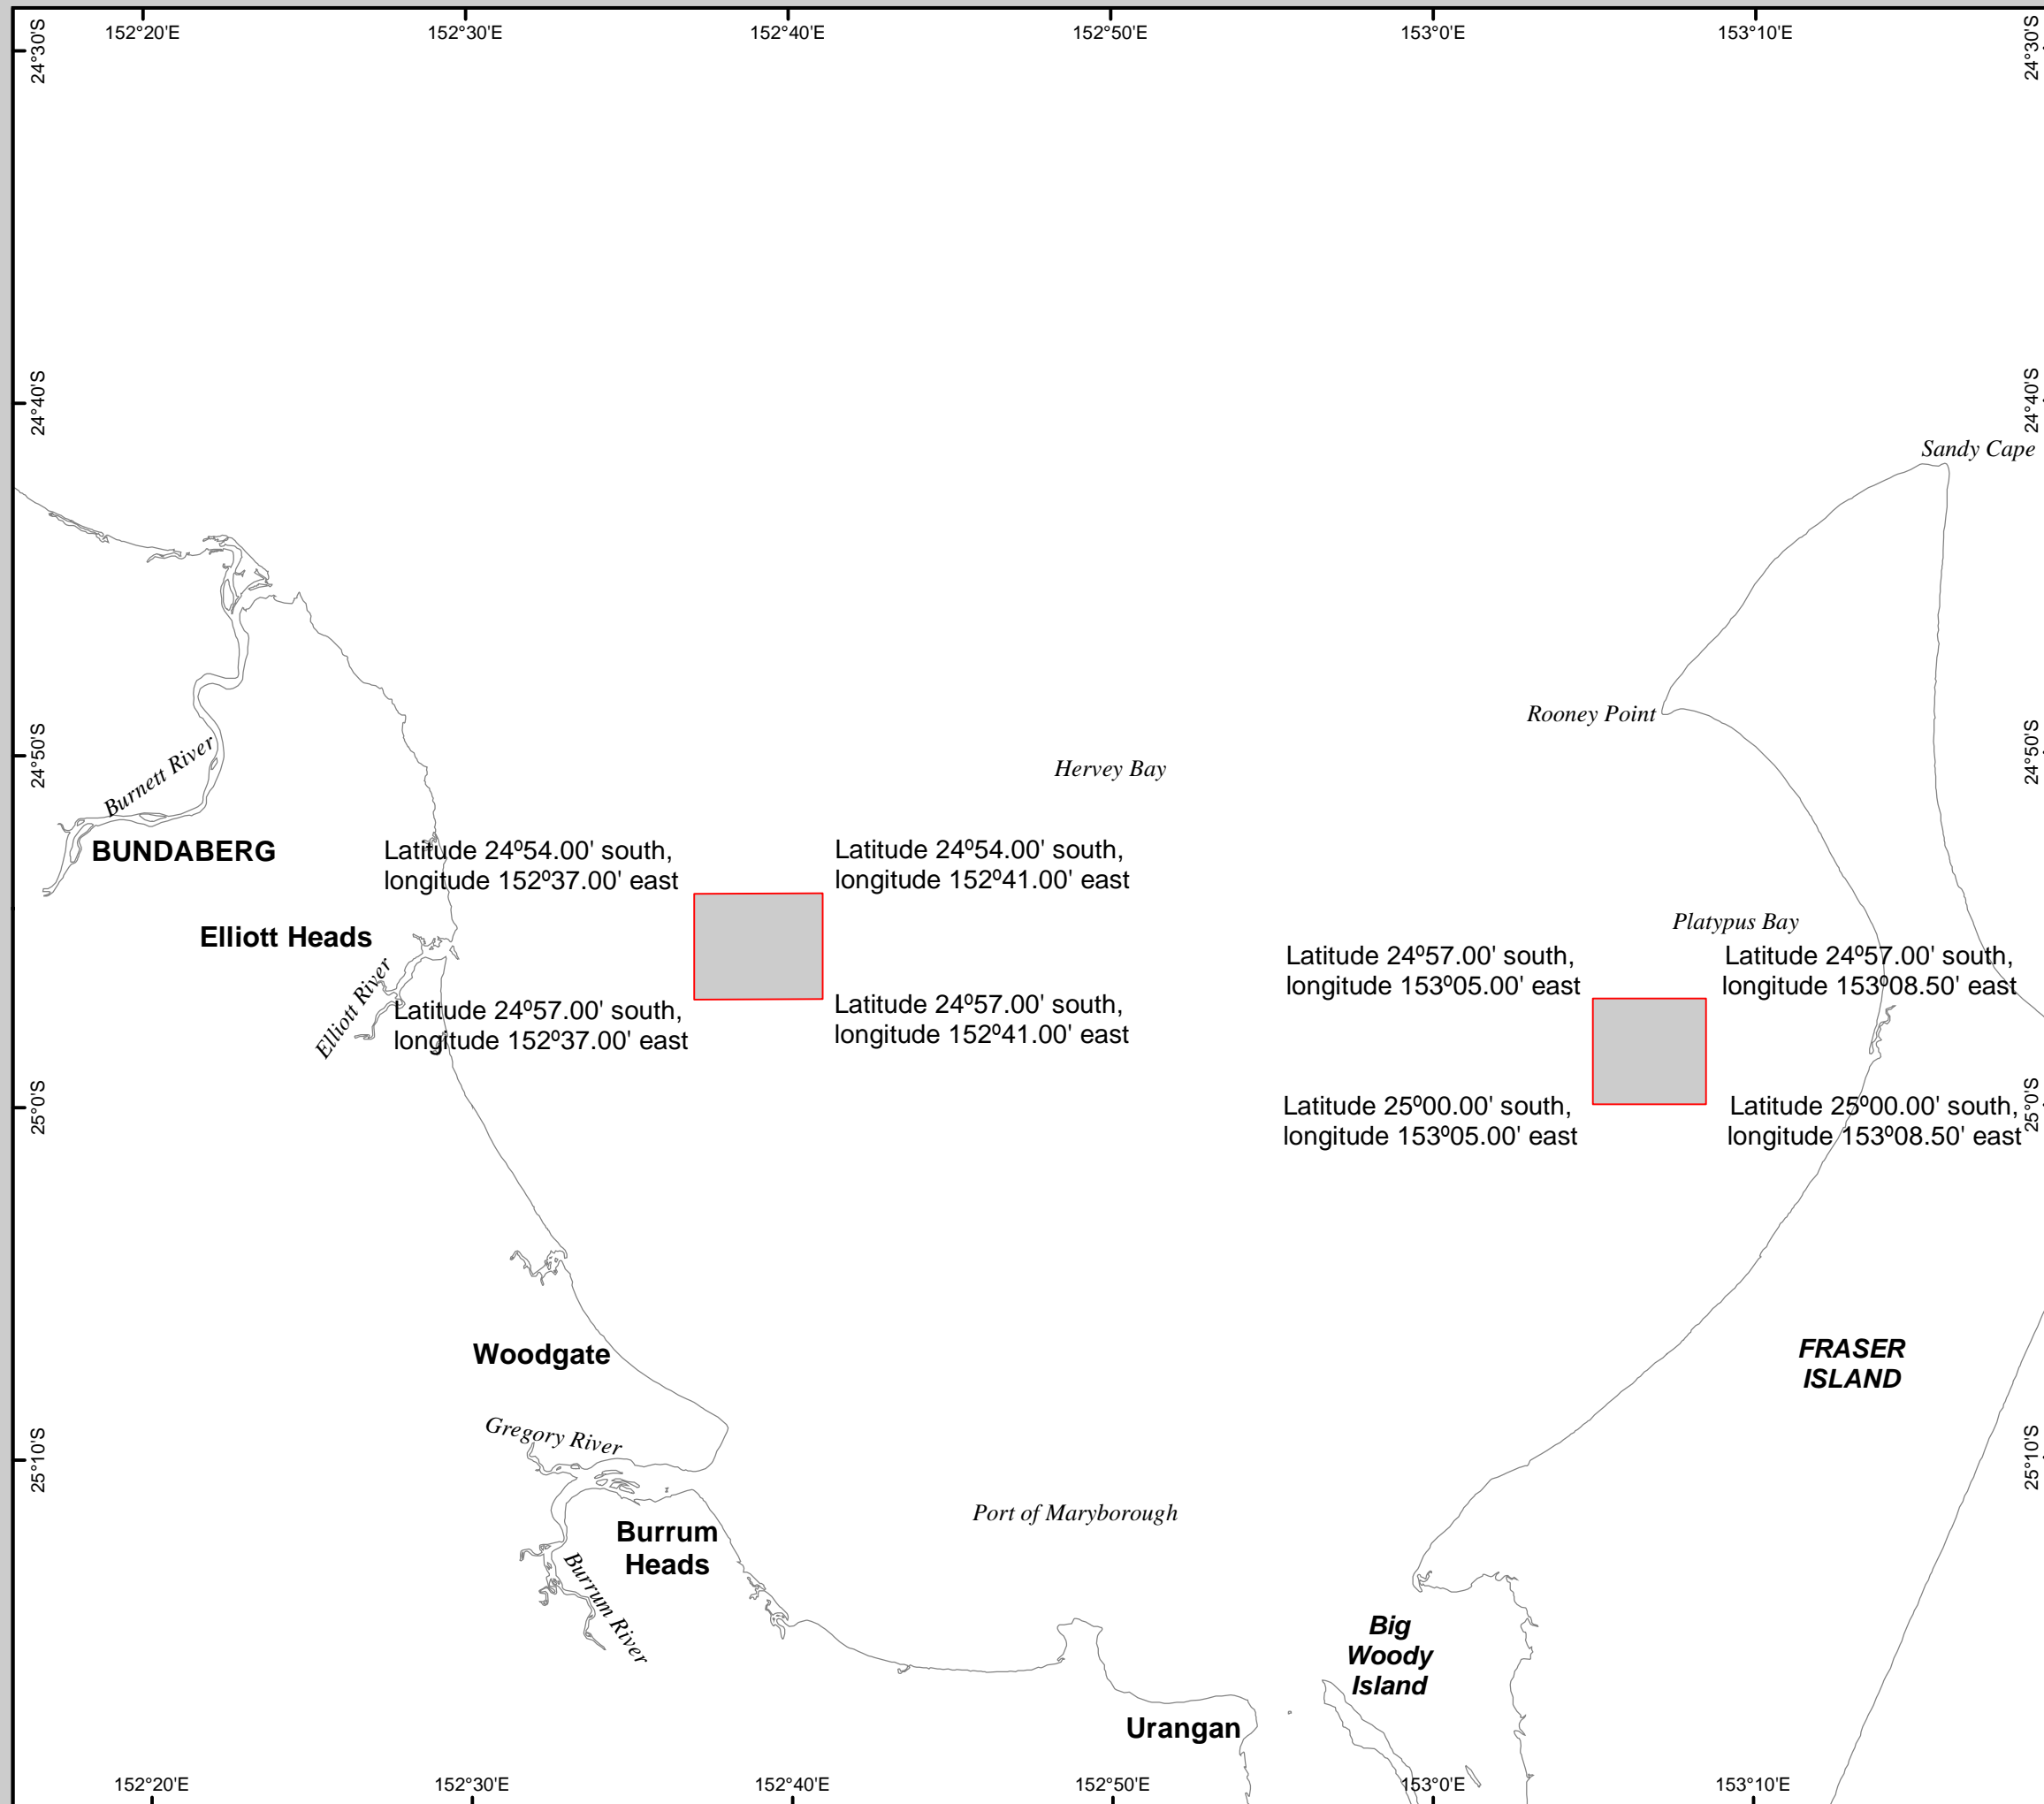 152°20'E
152°30'E
152°40'E
152°50'E
153°0'E
153°10'E
24°30'S
24°30'S
24°40'S
24°40'S
Sandy Cape
Rooney Point
24°50'S
24°50'S
Hervey Bay
Burnett River
BUNDABERG
Latitude 24º54.00' south,
longitude 152º37.00' east
Latitude 24º54.00' south,
longitude 152º41.00' east
Elliott Heads
Platypus Bay
Latitude 24º57.00' south,
longitude 153º05.00' east
Latitude 24º57.00' south,
longitude 153º08.50' east
Elliott River
Latitude 24º57.00' south,
longitude 152º37.00' east
Latitude 24º57.00' south,
longitude 152º41.00' east
25°0'S
Latitude 25º00.00' south,
longitude 153º05.00' east
Latitude 25º00.00' south,
longitude 153º08.50' east
25°0'S
Woodgate
FRASER
ISLAND
Gregory River
25°10'S
25°10'S
Port of Maryborough
Burrum
Heads
Burrum River
Big
Woody
Island
Urangan
152°20'E
152°30'E
152°40'E
152°50'E
153°0'E
153°10'E